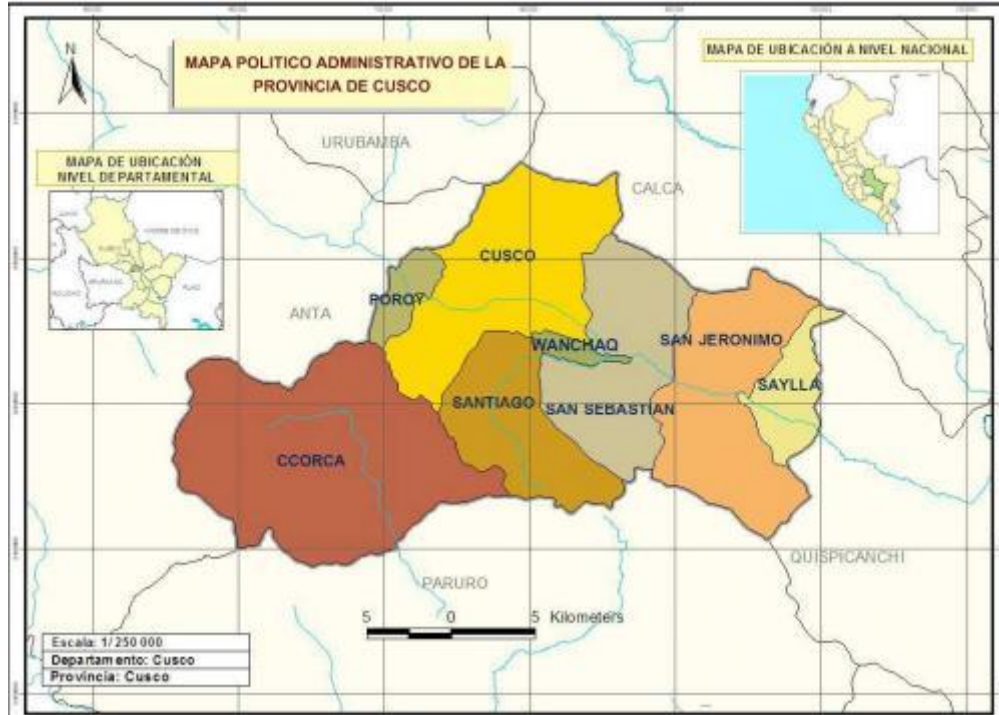 MAPA POLITICO ADMINISTRATIVO DE LA
PROVINCIA DE CUSCO
MAPA DE UBICACIÓN A NIVEL NACIONAL
N
MAPA DE UBICACIÓN
NIVEL DEPARTAMENTAL
URUBAMBA
CALCA
ANTA
CUSCO
POROY
WANCHAQ
SAN JERONIMO
SAYLLA
SANTIAGO
SAN SEBASTIAN
CCORCA
QUISPICANCHI
PARURO
5 0 5 Kilometers
Escala: 1/250 000
Departamento: Cusco
Provincia: Cusco